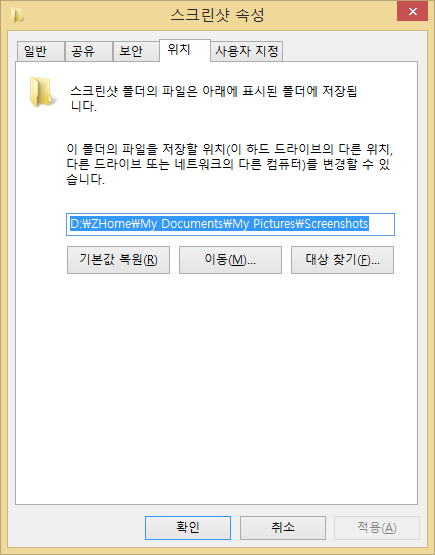 스크린샷 속성
일반 공유 보안 위치 사용자 지정
스크린샷 폴더의 파일은 아래에 표시된 폴더에 저장됩
니다.
이 폴더의 파일을 저장할 위치(이 하드 드라이브의 다른 위치,
다른 드라이브 또는 네트워크의 다른 컴퓨터)를 변경할 수 있
습니다.
D:₩ZHome₩My Documents₩My Pictures₩Screenshots
기본값 복원(R) 이동(M)... 대상 찾기(F)...
확인 취소 적용(A)